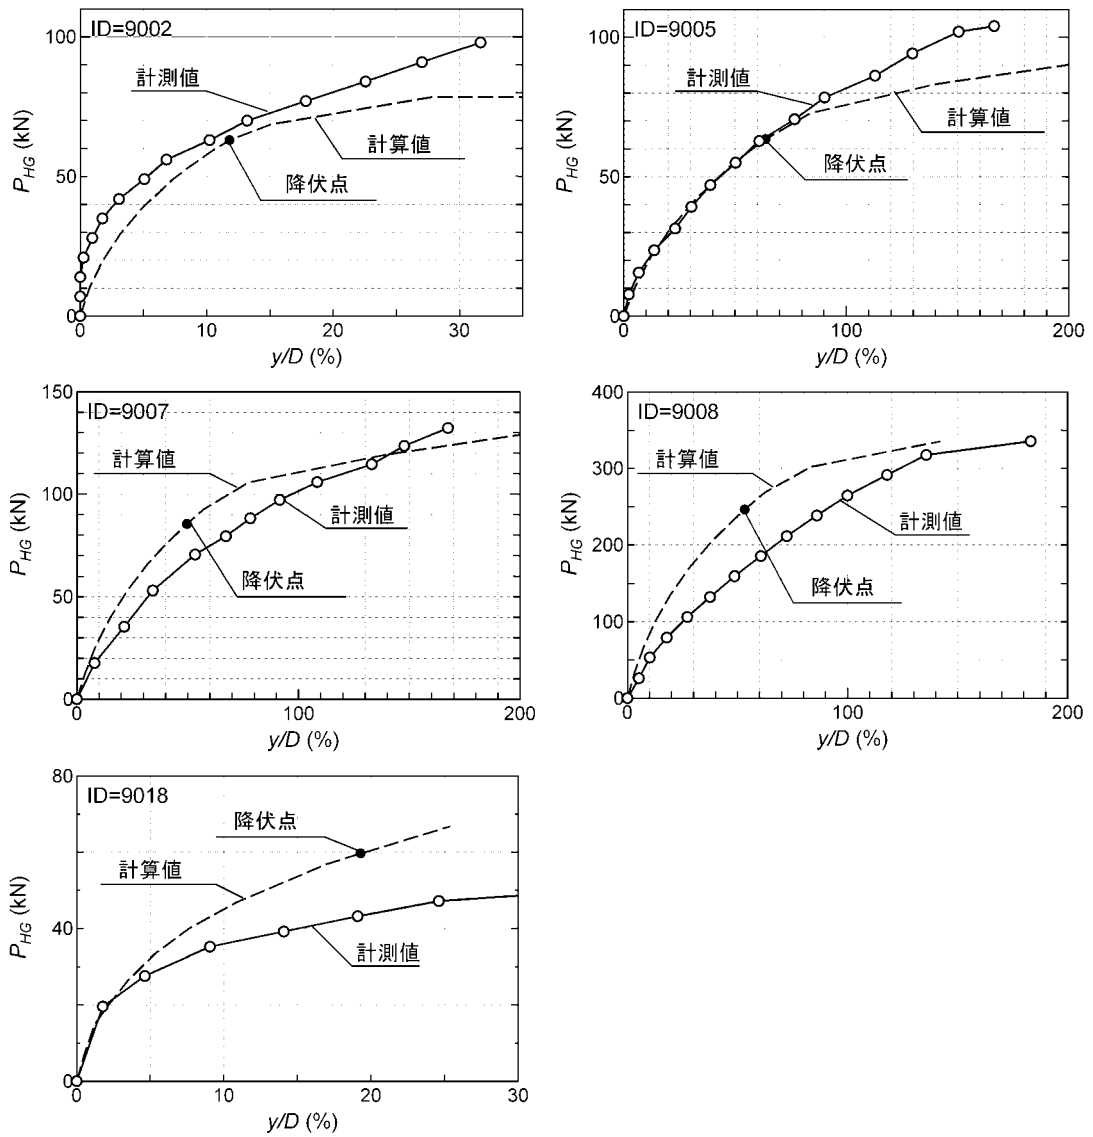 ID=9002
100
50
0
計測値
計算値
降伏点
P_HG (kN)
0 10 20 30
y/D (%)
ID=9005
100
50
0
計測値
計算値
降伏点
P_HG (kN)
0 100 200
y/D (%)
ID=9007
150
100
50
0
計算値
計測値
降伏点
P_HG (kN)
0 100 200
y/D (%)
ID=9008
400
300
200
100
0
計算値
計測値
降伏点
P_HG (kN)
0 100 200
y/D (%)
ID=9018
80
40
0
降伏点
計算値
計測値
P_HG (kN)
0 10 20 30
y/D (%)